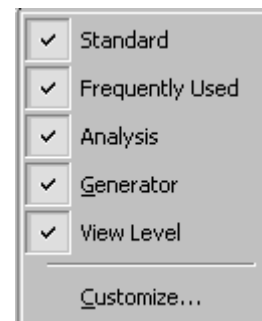 Standard
Frequently Used
Analysis
Generator
View Level
Customize...